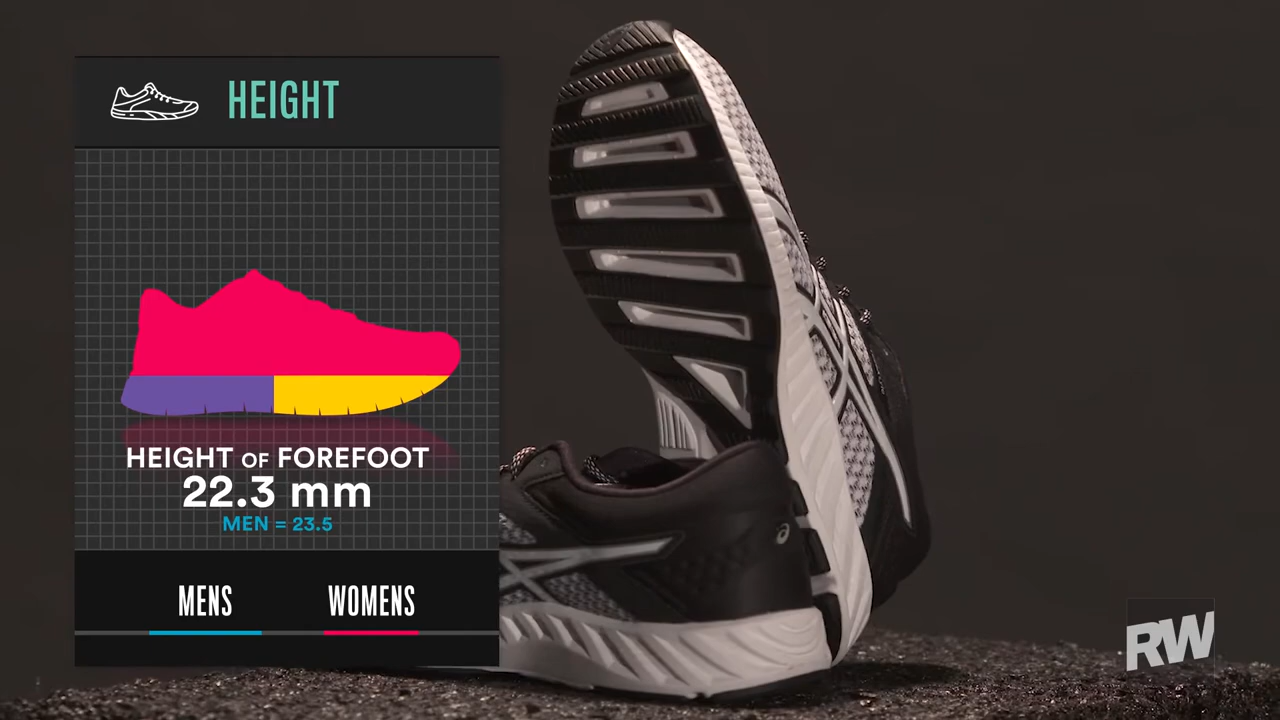 HEIGHT
HEIGHT OF FOREFOOT
22.3 mm
MEN = 23.5
MENS WOMENS
RW